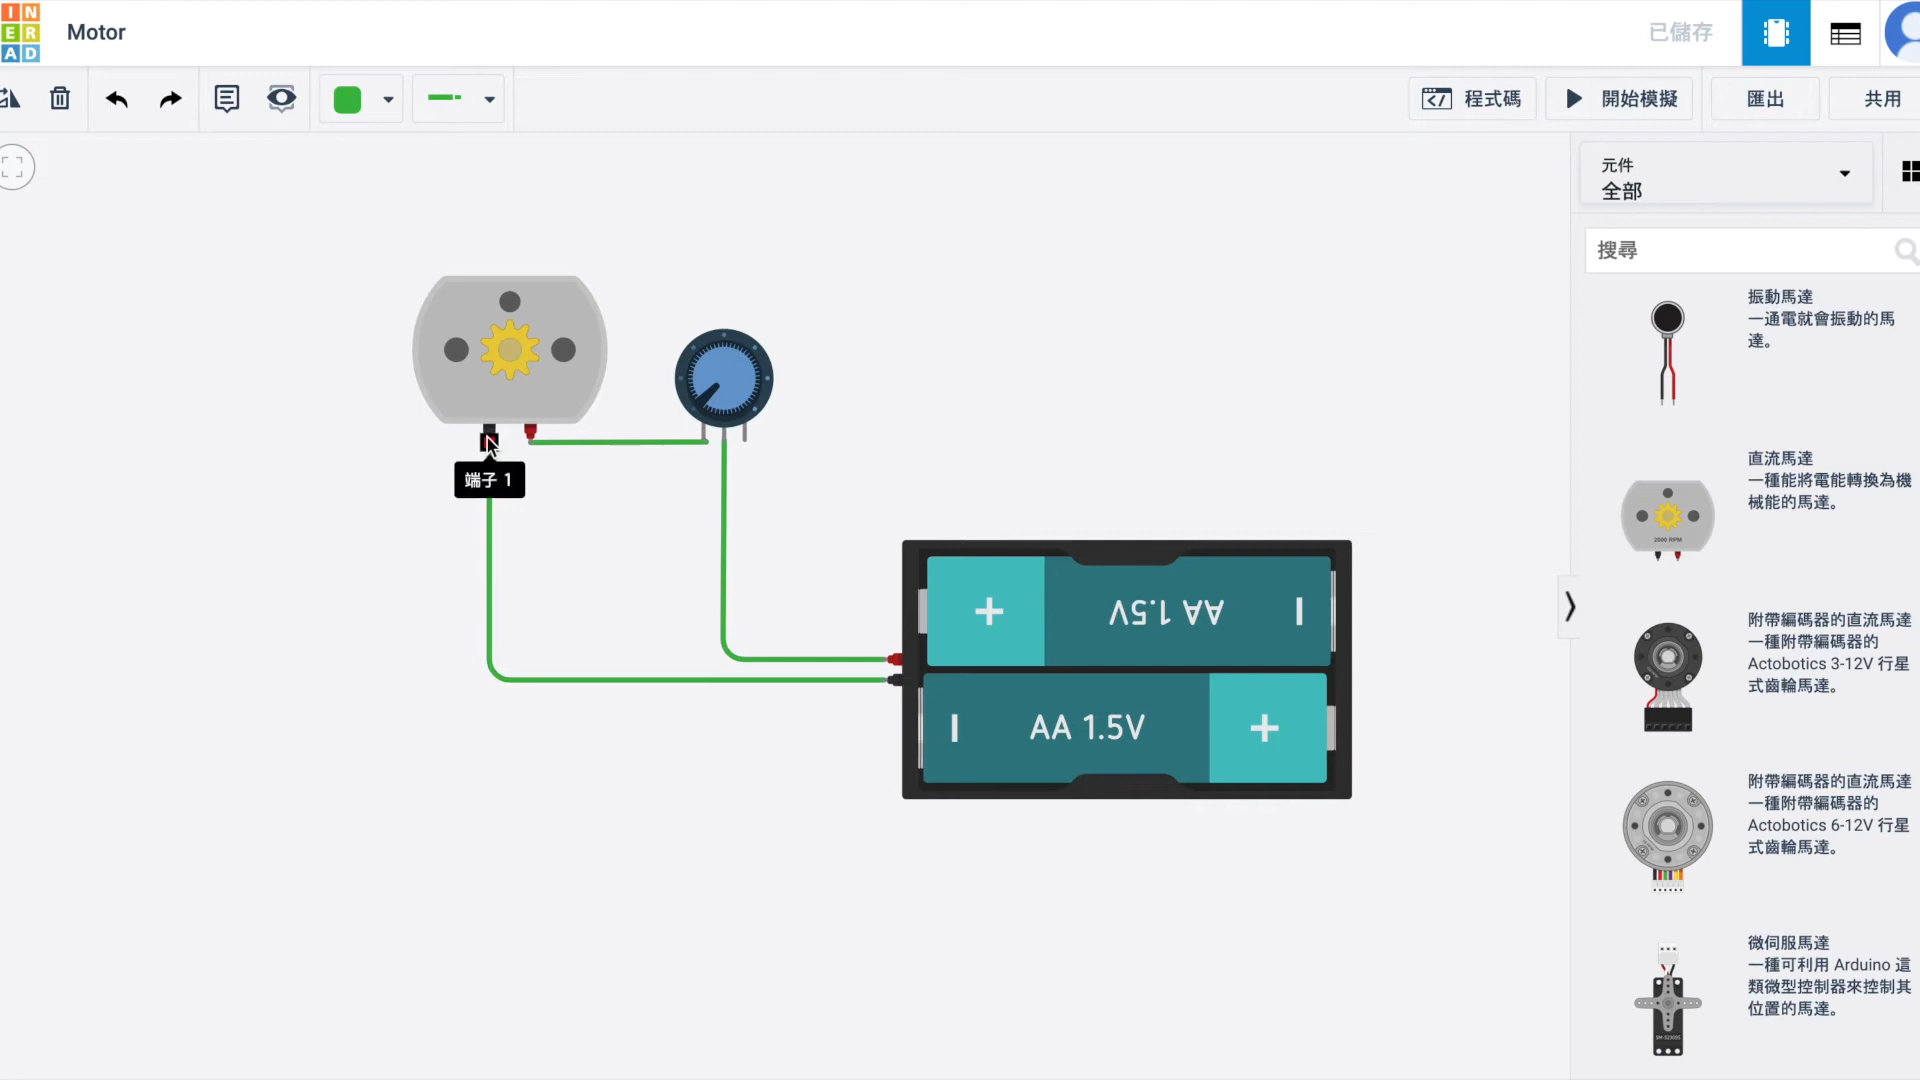 IN
ER
AD
Motor
已儲存
程式碼
開始模擬
匯出
共用
元件
全部
搜尋
振動馬達
一通電就會振動的馬
達。
直流馬達
一種能將電能轉換為機
械能的馬達。
2000 RPM
附帶編碼器的直流馬達
一種附帶編碼器的
Actobotics 3-12V 行星
式齒輪馬達。
附帶編碼器的直流馬達
一種附帶編碼器的
Actobotics 6-12V 行星
式齒輪馬達。
微伺服馬達
一種可利用 Arduino 這
類微型控制器來控制其
位置的馬達。
端子 1
+ AA 1.5V -
- AA 1.5V +